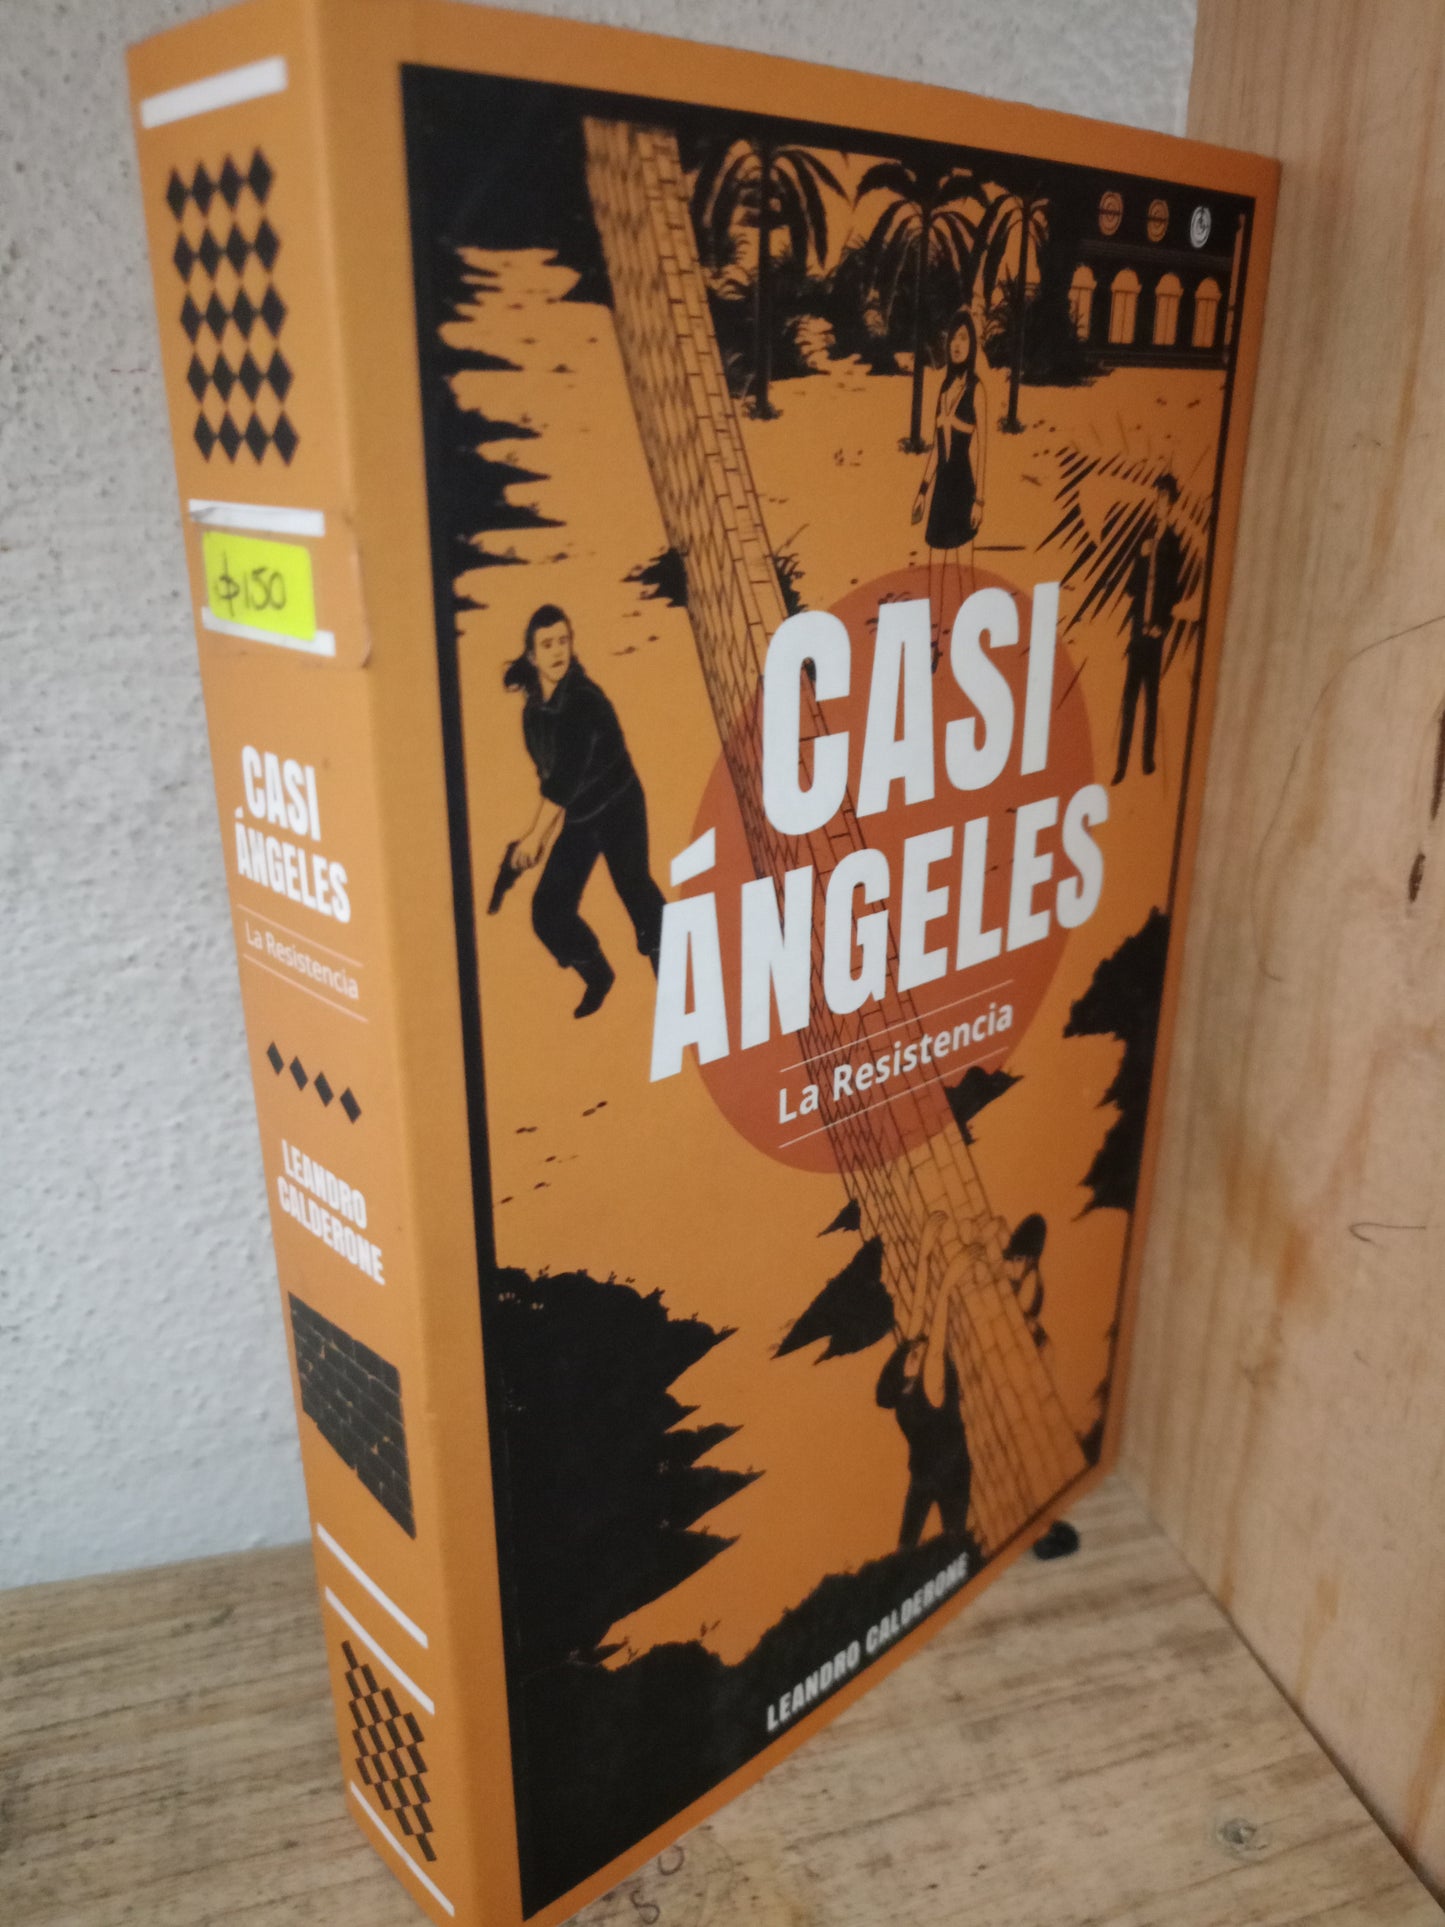 $150
CASI
ÁNGELES
La Resistencia
LEANDRO
CALDERONE
CASI
ÁNGELES
La Resistencia
LEANDRO CALDERONE